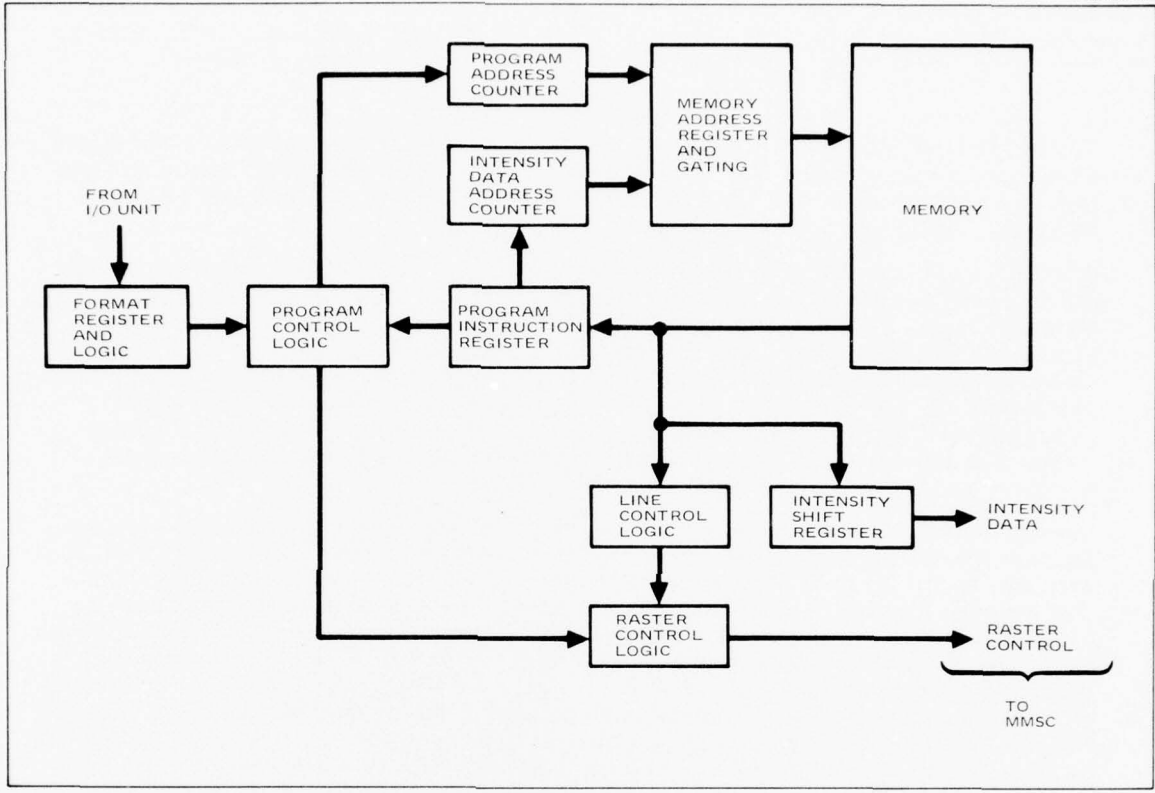 PROGRAM
ADDRESS
COUNTER
MEMORY
ADDRESS
REGISTER
AND
GATING
INTENSITY
DATA
ADDRESS
COUNTER
MEMORY
FROM
I/O UNIT
FORMAT
REGISTER
AND
LOGIC
PROGRAM
CONTROL
LOGIC
PROGRAM
INSTRUCTION
REGISTER
LINE
CONTROL
LOGIC
INTENSITY
SHIFT
REGISTER
INTENSITY
DATA
RASTER
CONTROL
LOGIC
RASTER
CONTROL
TO
MMSC